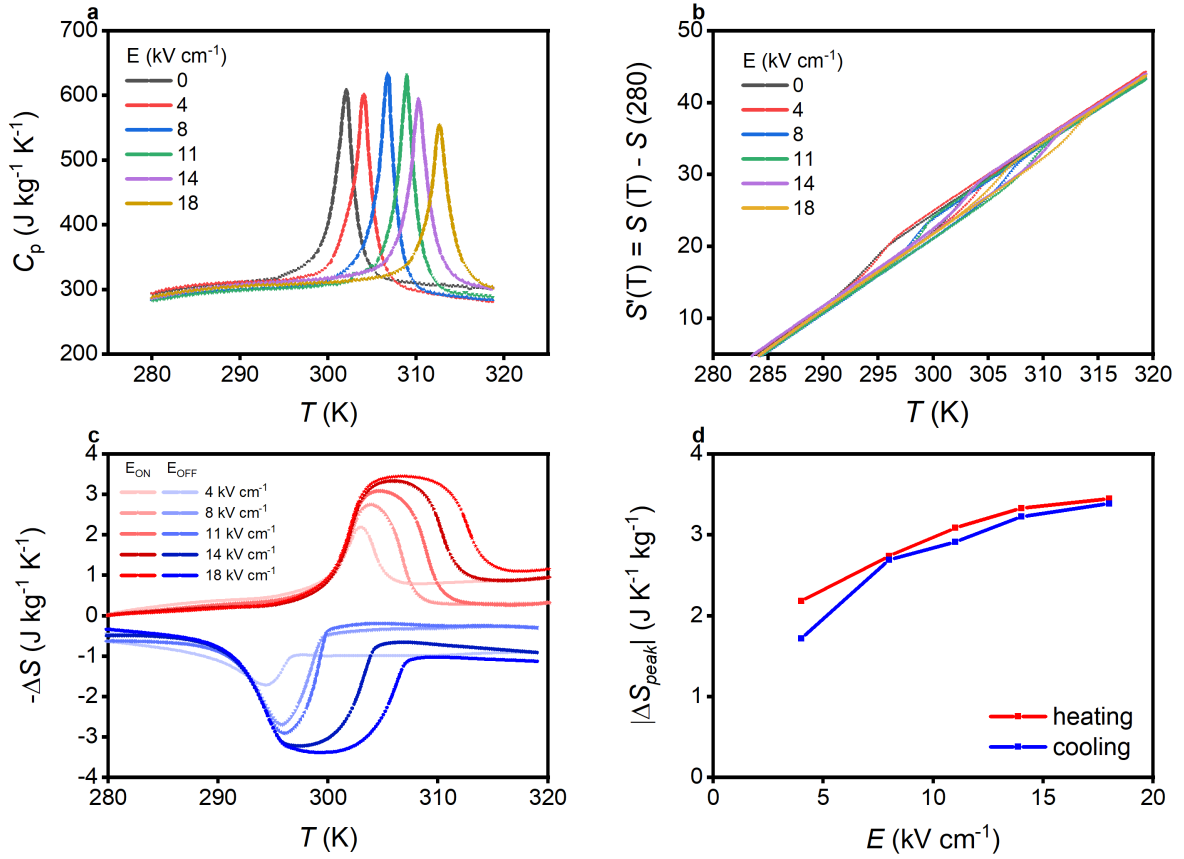 a
700
600
500
400
300
200
280
290
300
310
320
E (kV cm⁻¹)
0
4
8
11
14
18
Cₚ (J kg⁻¹ K⁻¹)
T (K)
b
50
40
30
20
10
280
285
290
295
300
305
310
315
320
E (kV cm⁻¹)
0
4
8
11
14
18
S'(T) = S (T) - S (280)
T (K)
c
4
3
2
1
0
-1
-2
-3
-4
280
290
300
310
320
E_ON E_OFF
4 kV cm⁻¹
8 kV cm⁻¹
11 kV cm⁻¹
14 kV cm⁻¹
18 kV cm⁻¹
-ΔS (J kg⁻¹ K⁻¹)
T (K)
d
4
3
2
1
0
0
5
10
15
20
heating
cooling
|ΔS_peak| (J K⁻¹ kg⁻¹)
E (kV cm⁻¹)